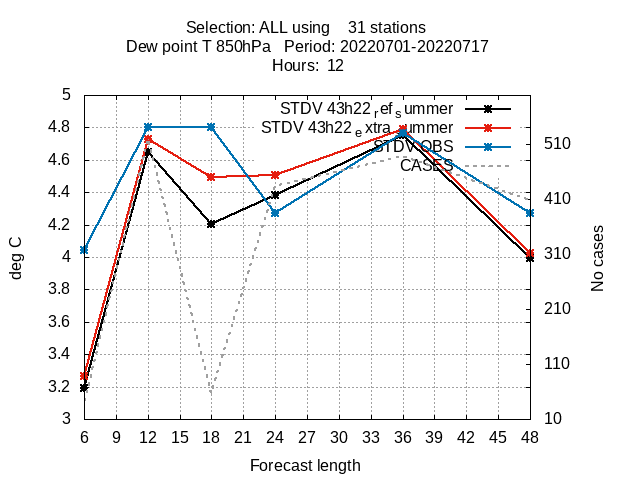 Selection: ALL using 31 stations
Dew point T 850hPa Period: 20220701-20220717
Hours: 12
5
4.8
4.6
4.4
4.2
4
3.8
3.6
3.4
3.2
3
deg C
STDV 43h22 ref summer
STDV 43h22 extra summer
STDV OBS
CASES
510
410
310
210
110
10
No cases
6 9 12 15 18 21 24 27 30 33 36 39 42 45 48
Forecast length